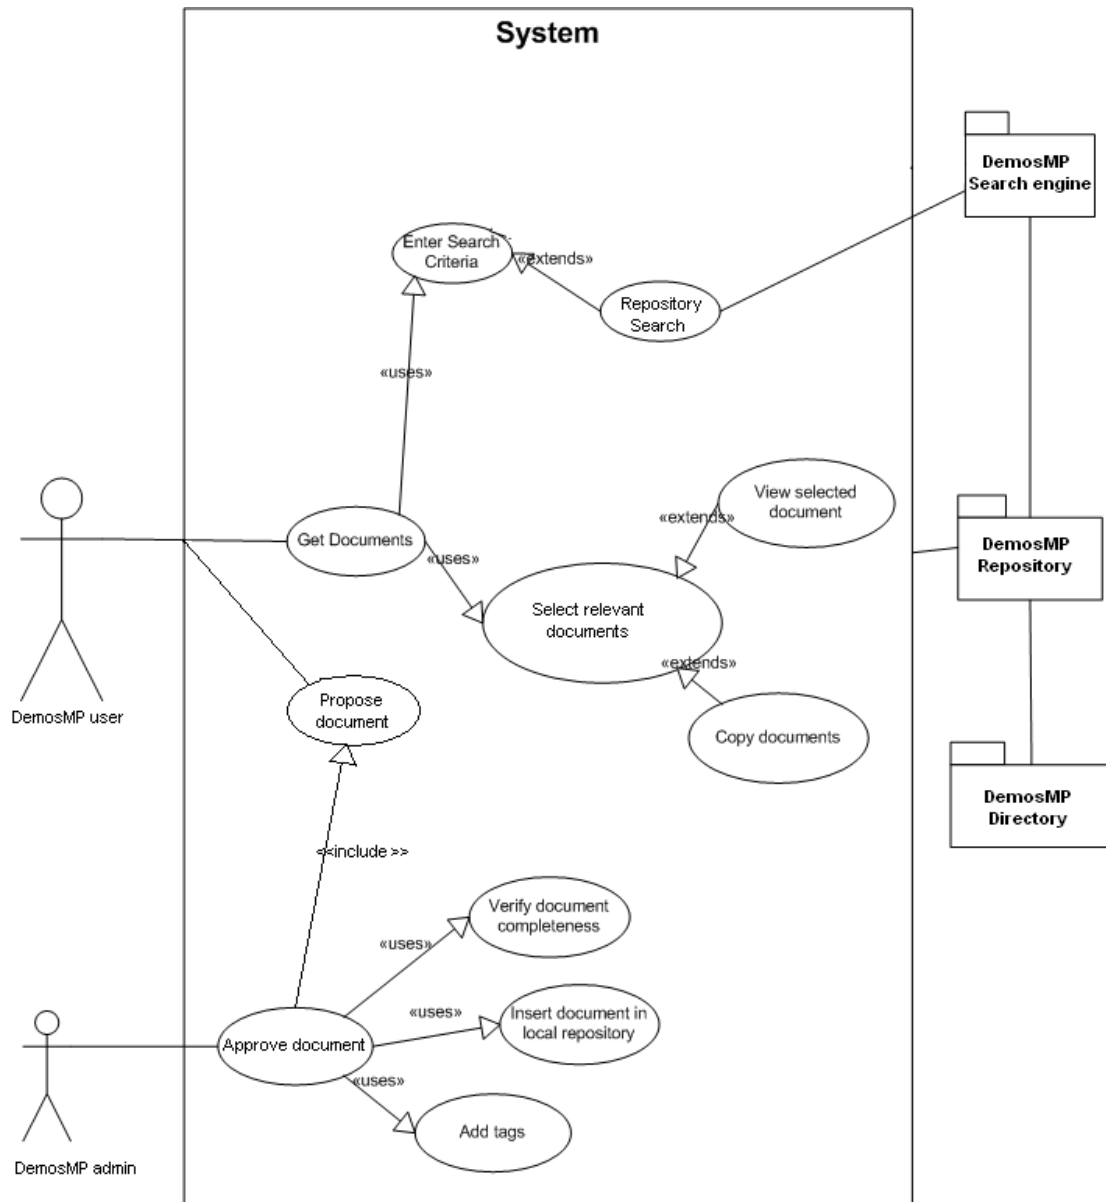 System
DemosMP
Search engine
Enter Search
Criteria
«extends»
Repository
Search
«uses»
View selected
document
«extends»
Get Documents
«uses»
DemosMP
Repository
Select relevant
documents
«extends»
Propose
document
DemosMP user
Copy documents
DemosMP
Directory
<<include >>
Verify document
completeness
«uses»
Insert document in
local repository
«uses»
Approve document
«uses»
Add tags
DemosMP admin